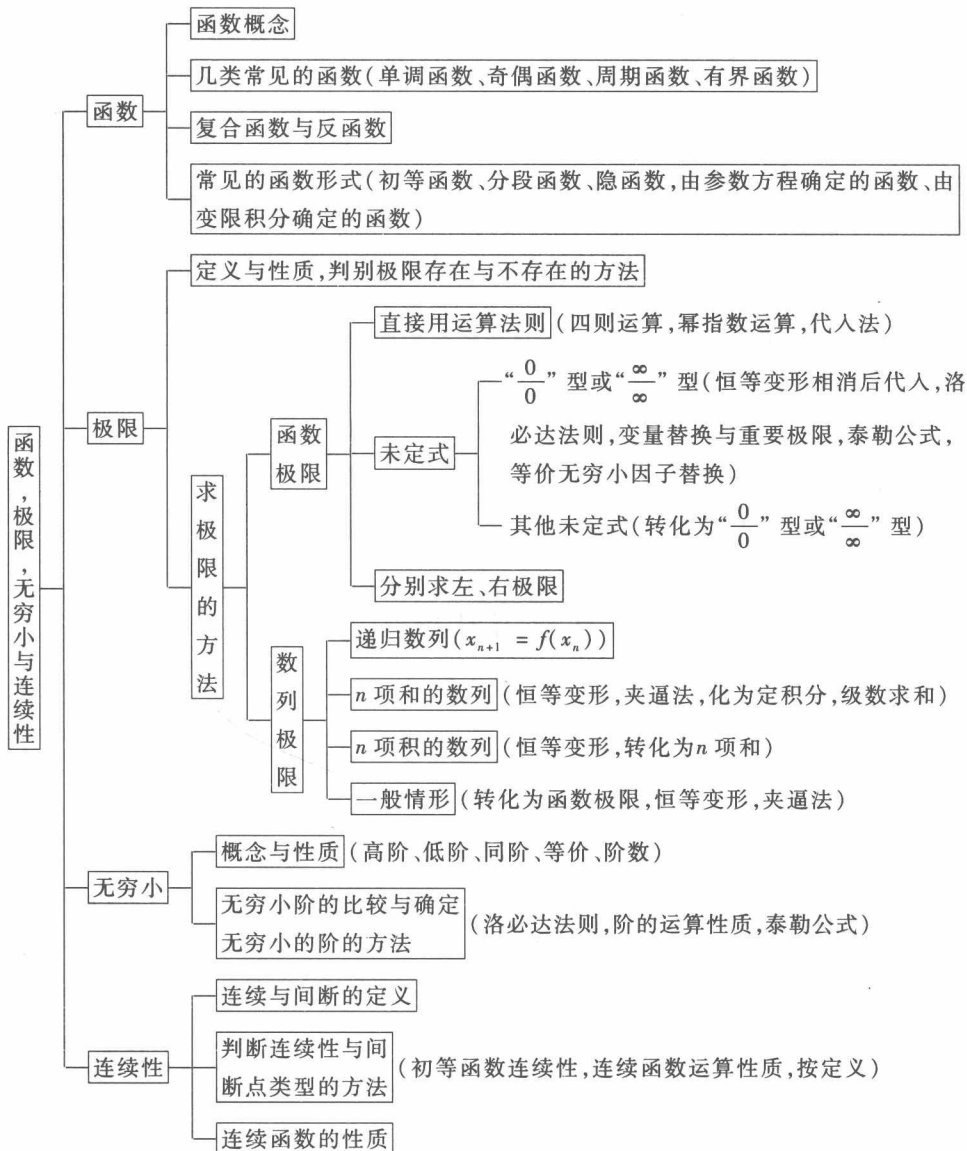 函数概念
几类常见的函数(单调函数、奇偶函数、周期函数、有界函数)
函数
复合函数与反函数
常见的函数形式(初等函数、分段函数、隐函数,由参数方程确定的函数、由
变限积分确定的函数)
定义与性质,判别极限存在与不存在的方法
直接用运算法则(四则运算,幂指数运算,代入法)
“0/0”型或“∞/∞”型(恒等变形相消后代入,洛
必达法则,变量替换与重要极限,泰勒公式,
等价无穷小因子替换)
函数极限
未定式
极限
其他未定式(转化为“0/0”型或“∞/∞”型)
求极限的方法
分别求左、右极限
函数,极限,无穷小与连续性
递归数列(xₙ₊₁ = f(xₙ))
n 项和的数列(恒等变形,夹逼法,化为定积分,级数求和)
数列极限
n 项积的数列(恒等变形,转化为n 项和)
一般情形(转化为函数极限,恒等变形,夹逼法)
概念与性质(高阶、低阶、同阶、等价、阶数)
无穷小
无穷小阶的比较与确定
无穷小的阶的方法
(洛必达法则,阶的运算性质,泰勒公式)
连续与间断的定义
连续性
判断连续性与间
断点类型的方法
(初等函数连续性,连续函数运算性质,按定义)
连续函数的性质